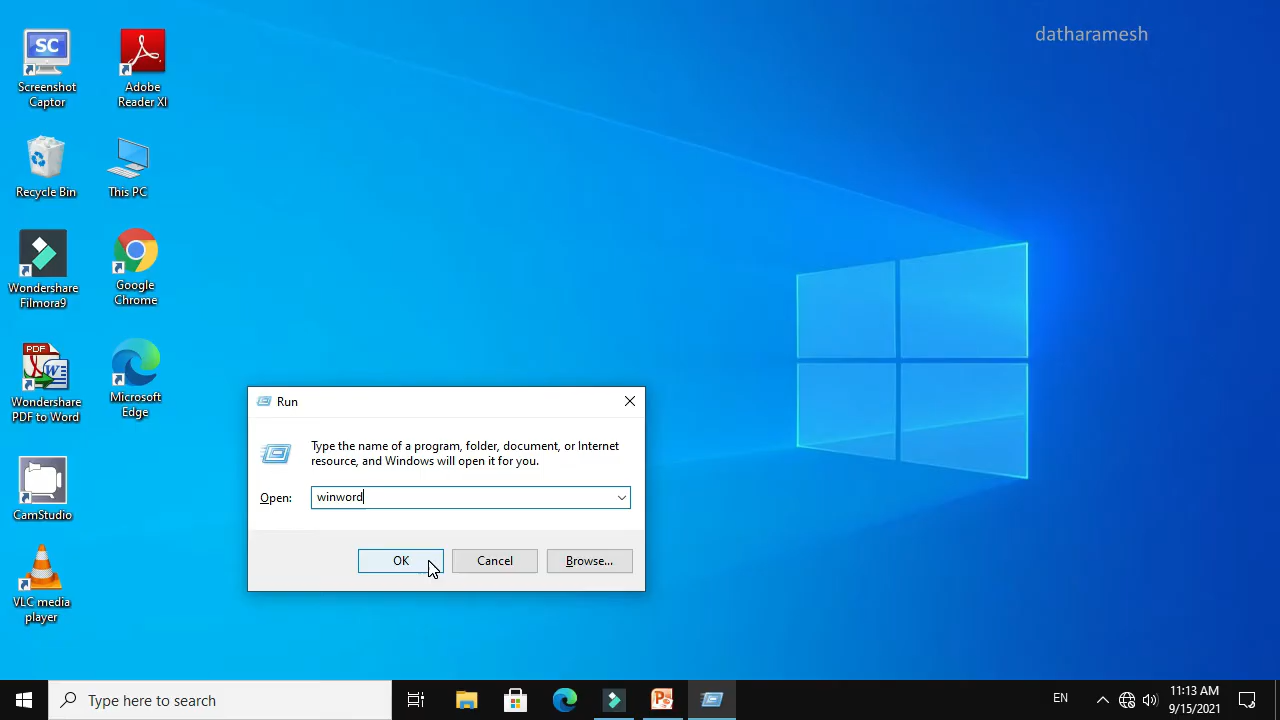 datharamesh
SC
Screenshot
Captor
Adobe
Reader XI
Recycle Bin
This PC
Wondershare
Filmora9
Google
Chrome
PDF
W
Wondershare
PDF to Word
Microsoft
Edge
CamStudio
VLC media
player
Run
Type the name of a program, folder, document, or Internet
resource, and Windows will open it for you.
Open: winword
OK Cancel Browse...
Type here to search
P
EN
11:13 AM
9/15/2021